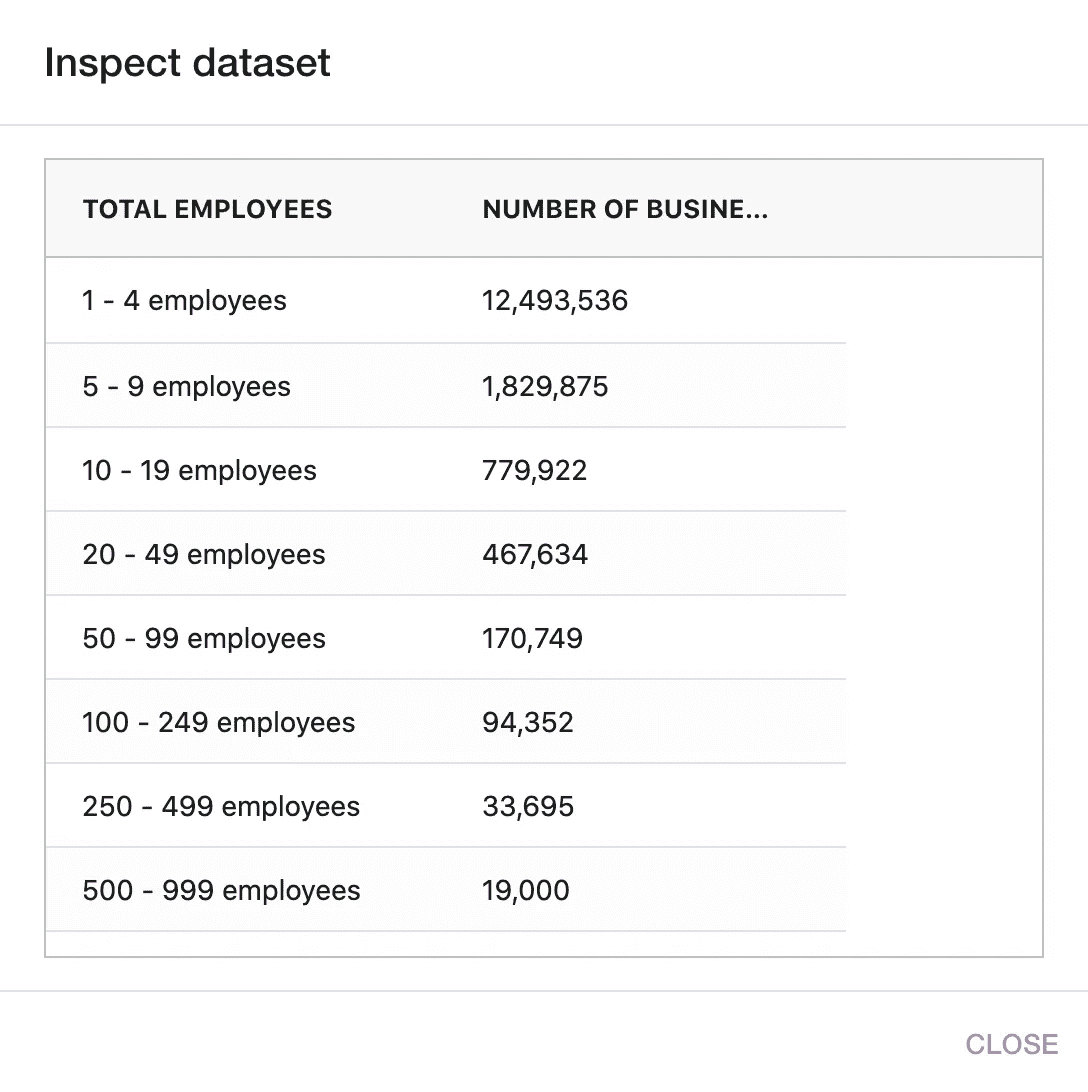 Inspect dataset
TOTAL EMPLOYEES NUMBER OF BUSINE...
1 - 4 employees 12,493,536
5 - 9 employees 1,829,875
10 - 19 employees 779,922
20 - 49 employees 467,634
50 - 99 employees 170,749
100 - 249 employees 94,352
250 - 499 employees 33,695
500 - 999 employees 19,000
CLOSE